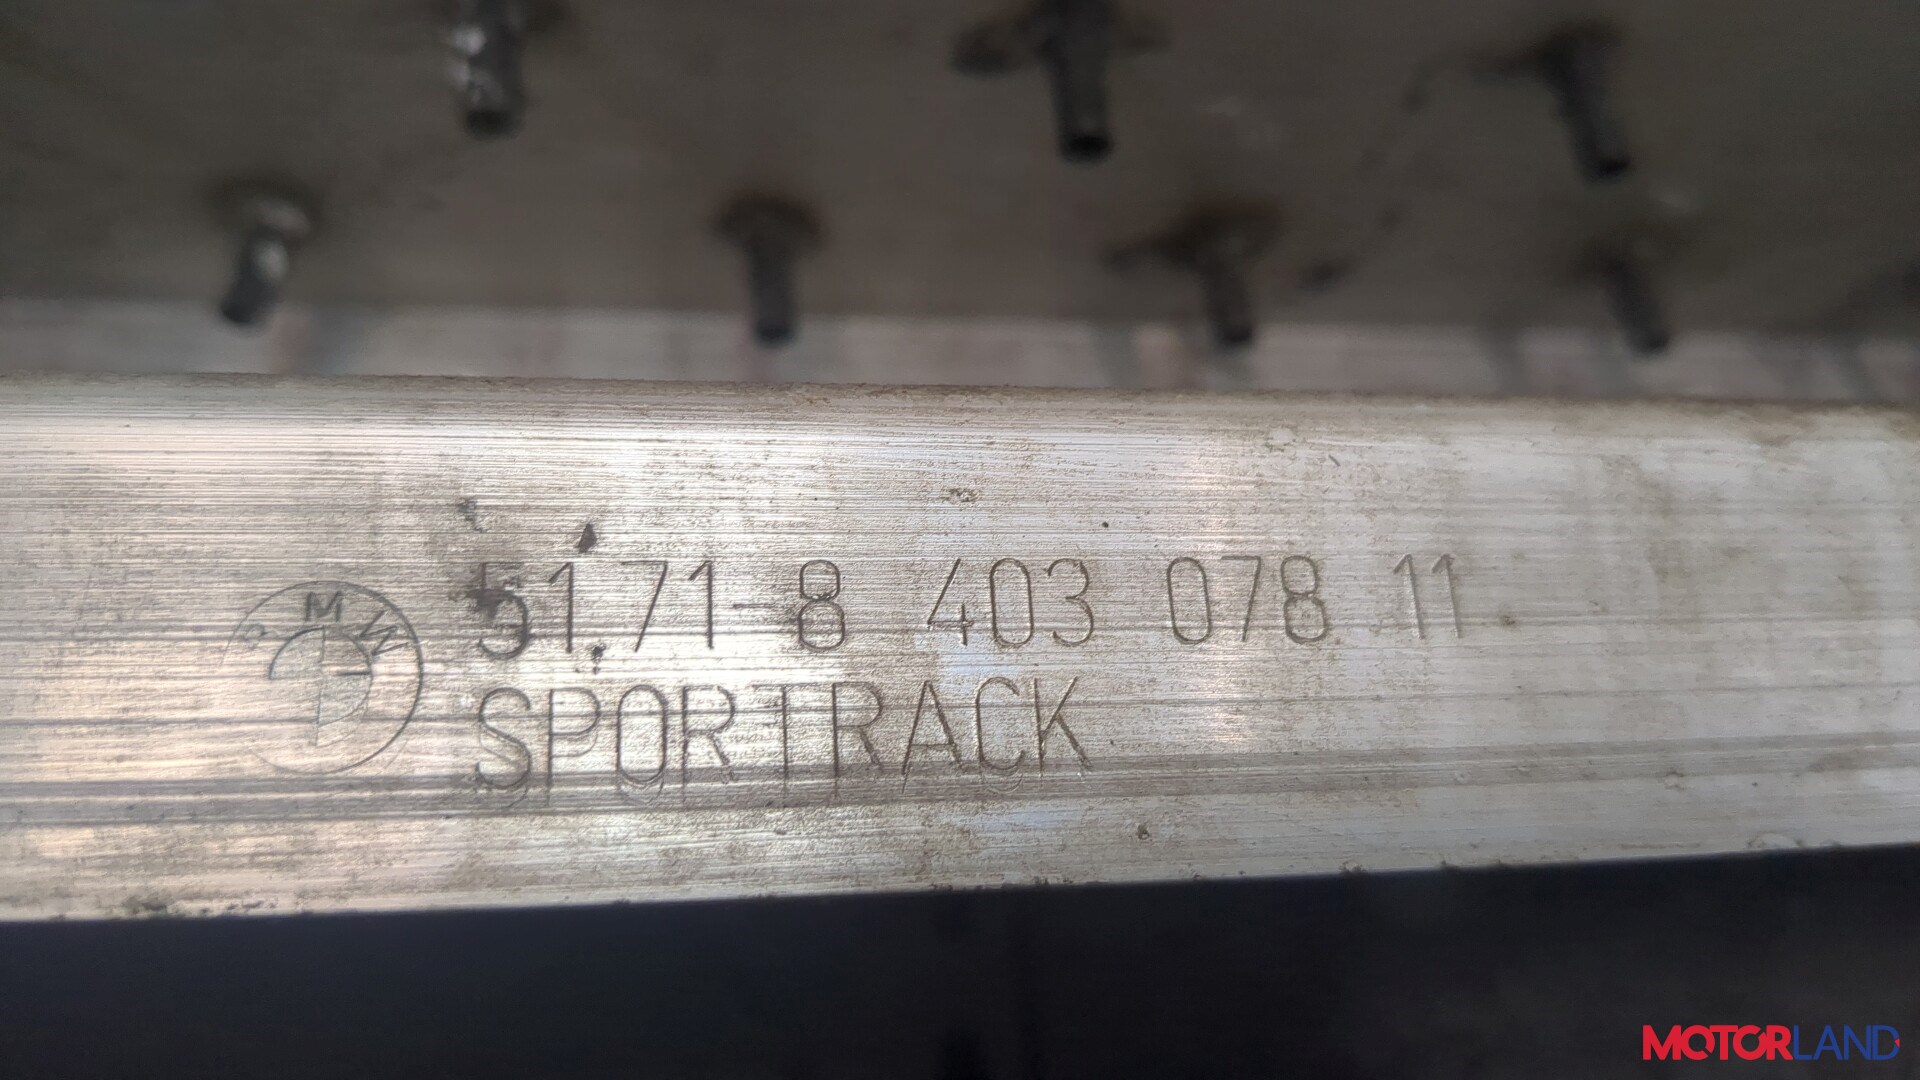 BMW
51.71-8 403 078 11
SPORTRACK
MOTORLAND